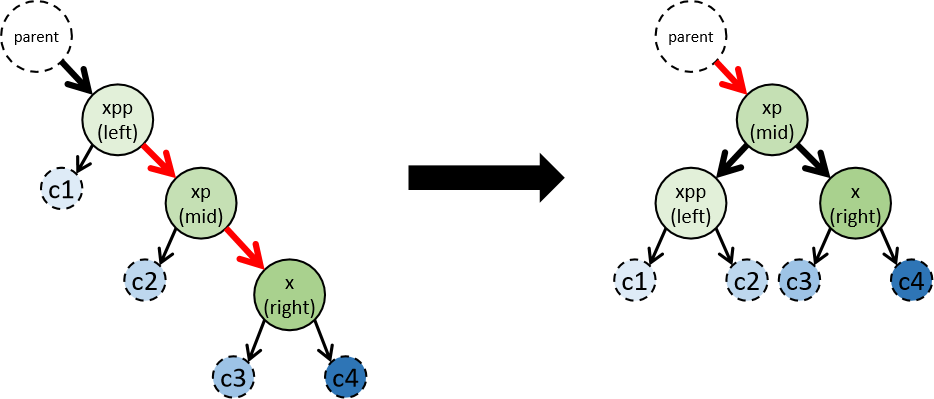 parent
xpp
(left)
c1
xp
(mid)
c2
x
(right)
c3
c4
parent
xp
(mid)
xpp
(left)
x
(right)
c1
c2
c3
c4